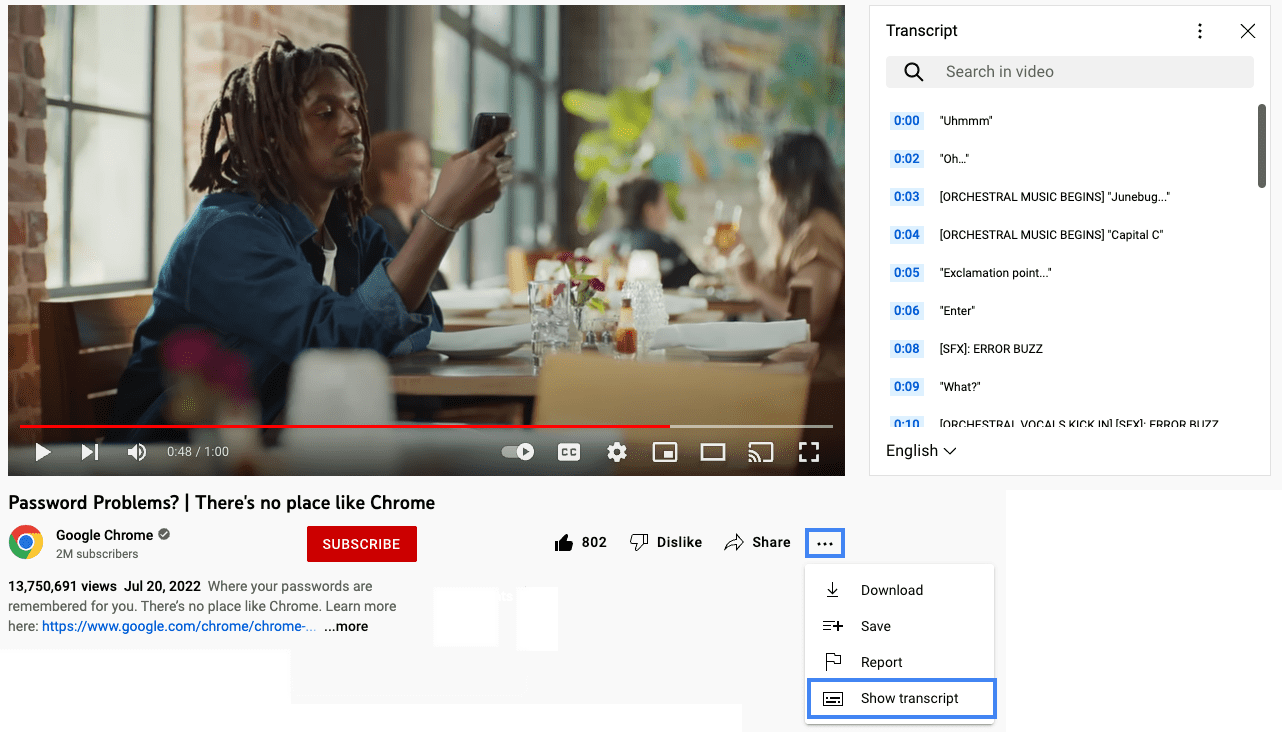 Transcript
Search in video
0:00 "Uhmmm"
0:02 "Oh…"
0:03 [ORCHESTRAL MUSIC BEGINS] "Junebug..."
0:04 [ORCHESTRAL MUSIC BEGINS] "Capital C"
0:05 "Exclamation point..."
0:06 "Enter"
0:08 [SFX]: ERROR BUZZ
0:09 "What?"
0:10 [ORCHESTRAL VOCALS KICK IN] [SFX]: ERROR BUZZ
English
0:48 / 1:00
CC
Password Problems? | There's no place like Chrome
Google Chrome
2M subscribers
SUBSCRIBE
802 Dislike Share ...
13,750,691 views Jul 20, 2022 Where your passwords are
remembered for you. There's no place like Chrome. Learn more
here: https://www.google.com/chrome/chrome-... ...more
Download
Save
Report
Show transcript